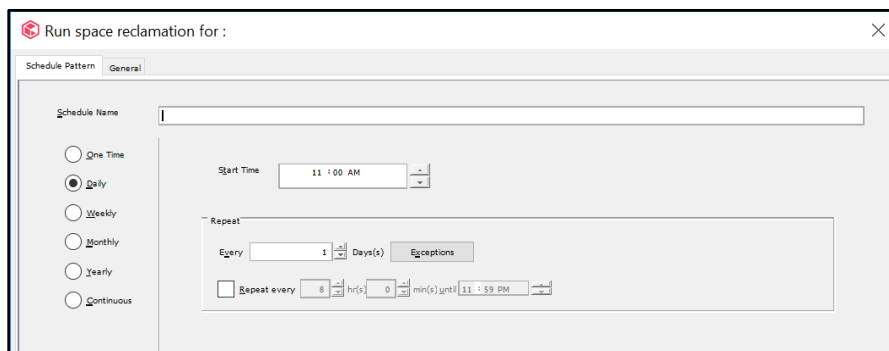 Run space reclamation for :
Schedule Pattern General
Schedule Name
One Time
Daily
Weekly
Monthly
Yearly
Continuous
Start Time 11 : 00 AM
Repeat
Every 1 Days(s) Exceptions
Repeat every 8 hr(s) 0 min(s) until 11 : 59 PM